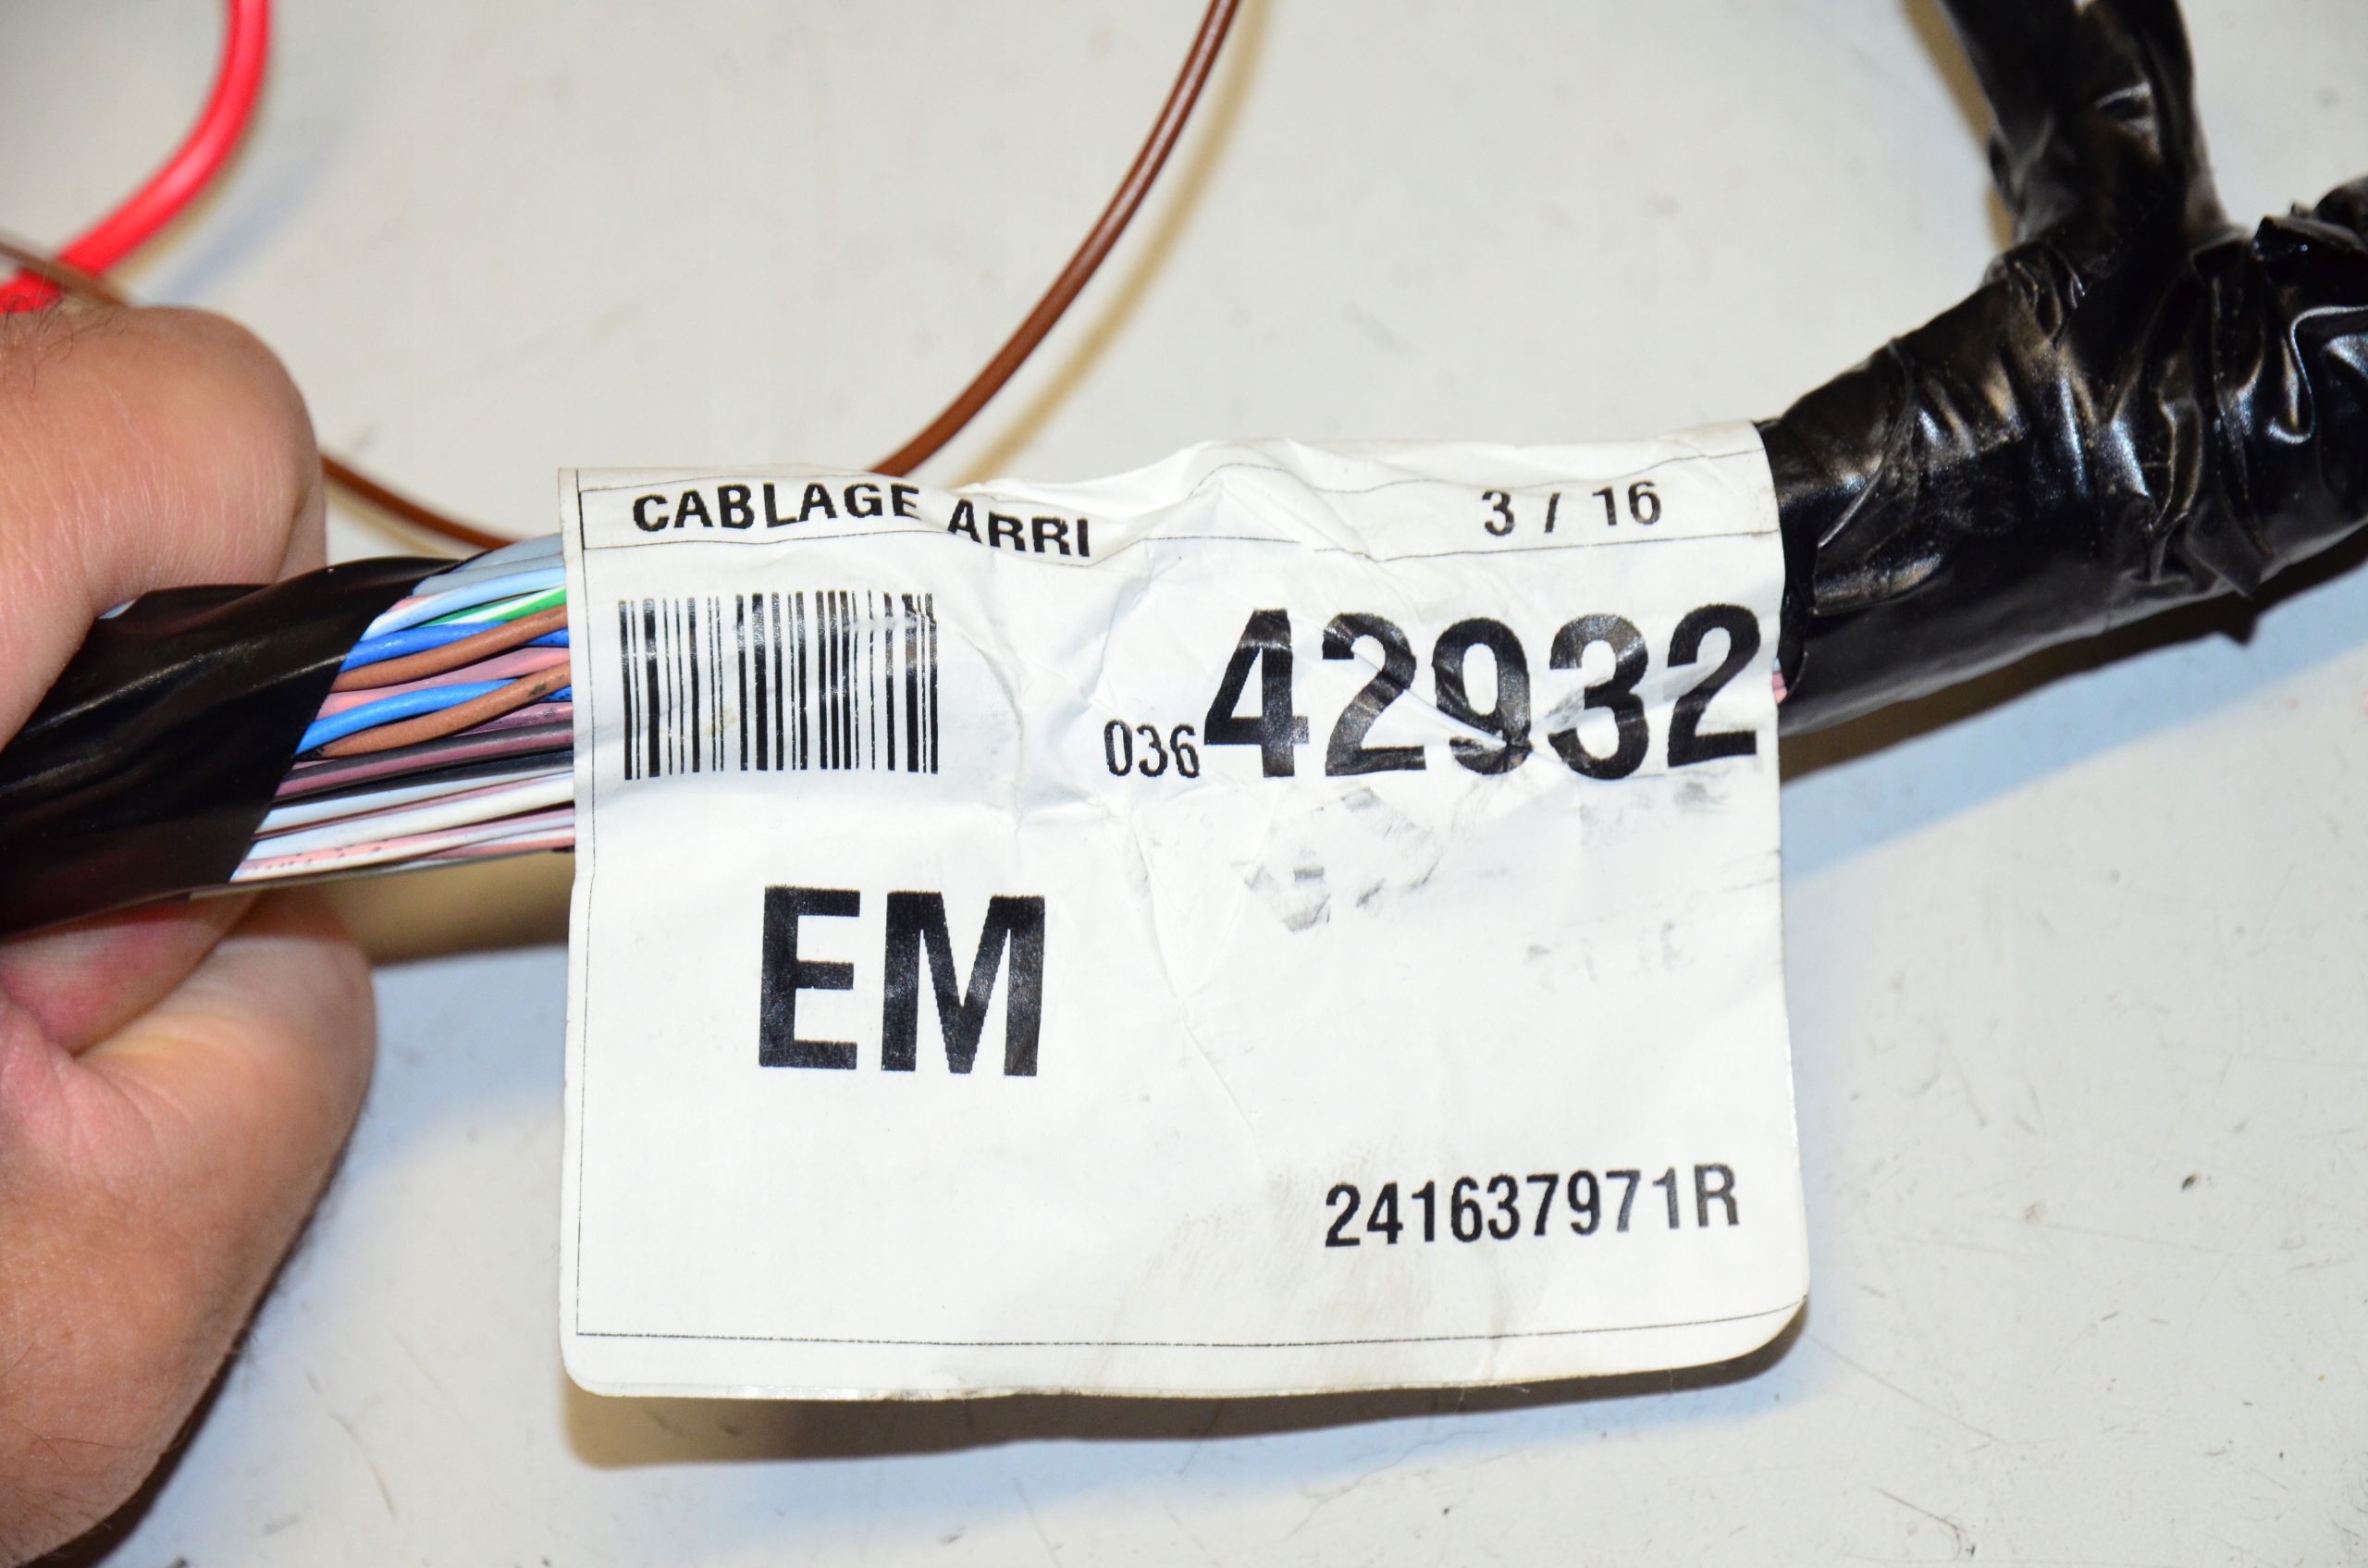 CABLAGE ARRI 3 / 16
03642932
EM
241637971R